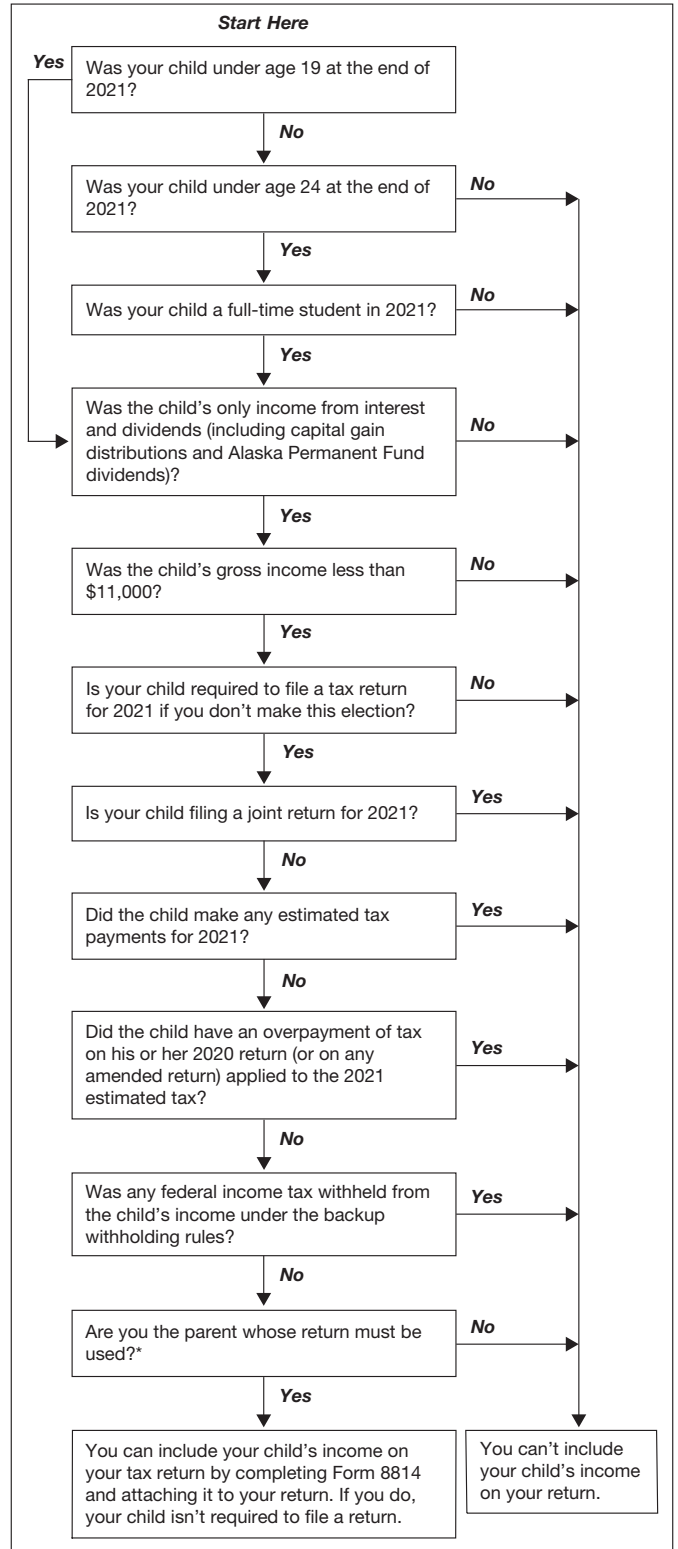 Start Here
Yes
Was your child under age 19 at the end of
2021?
No
Was your child under age 24 at the end of
2021?
No
Yes
Was your child a full-time student in 2021?
No
Yes
Was the child's only income from interest
and dividends (including capital gain
distributions and Alaska Permanent Fund
dividends)?
No
Yes
Was the child's gross income less than
$11,000?
No
Yes
Is your child required to file a tax return
for 2021 if you don't make this election?
No
Yes
Is your child filing a joint return for 2021?
Yes
No
Did the child make any estimated tax
payments for 2021?
Yes
No
Did the child have an overpayment of tax
on his or her 2020 return (or on any
amended return) applied to the 2021
estimated tax?
Yes
No
Was any federal income tax withheld from
the child's income under the backup
withholding rules?
Yes
No
Are you the parent whose return must be
used?*
No
Yes
You can include your child's income on
your tax return by completing Form 8814
and attaching it to your return. If you do,
your child isn't required to file a return.
You can't include
your child's income
on your return.